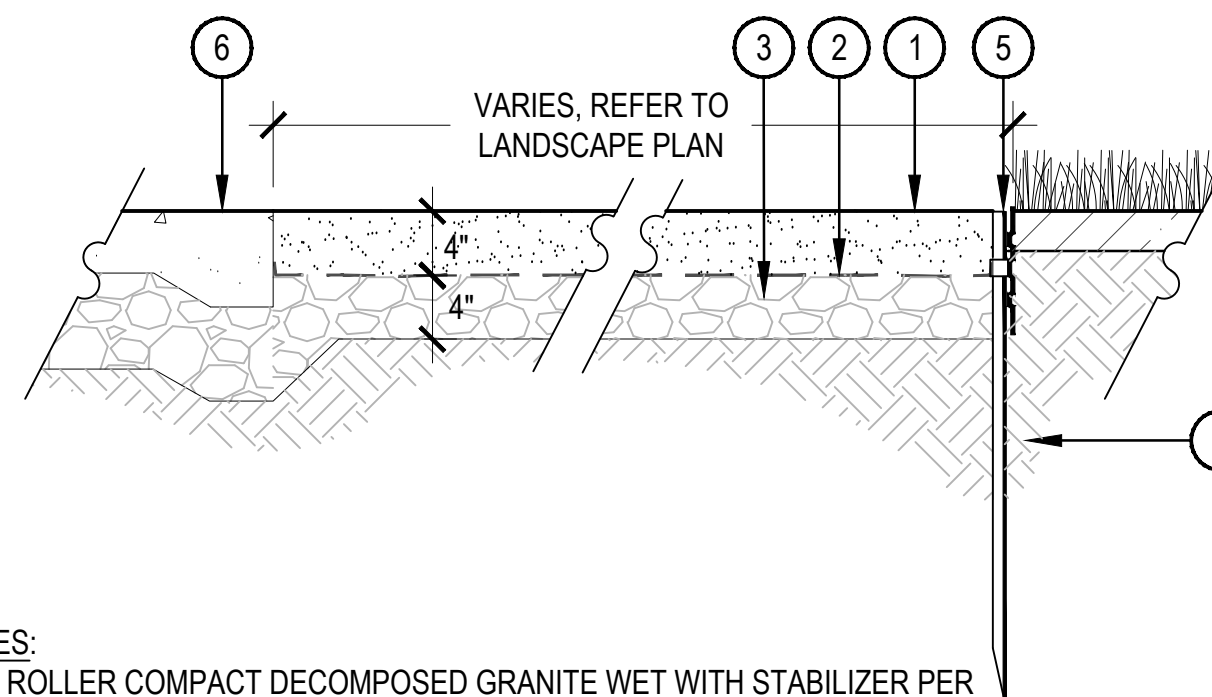 6
3
2
1
5
VARIES, REFER TO
LANDSCAPE PLAN
4"
4"
ES:
ROLLER COMPACT DECOMPOSED GRANITE WET WITH STABILIZER PER